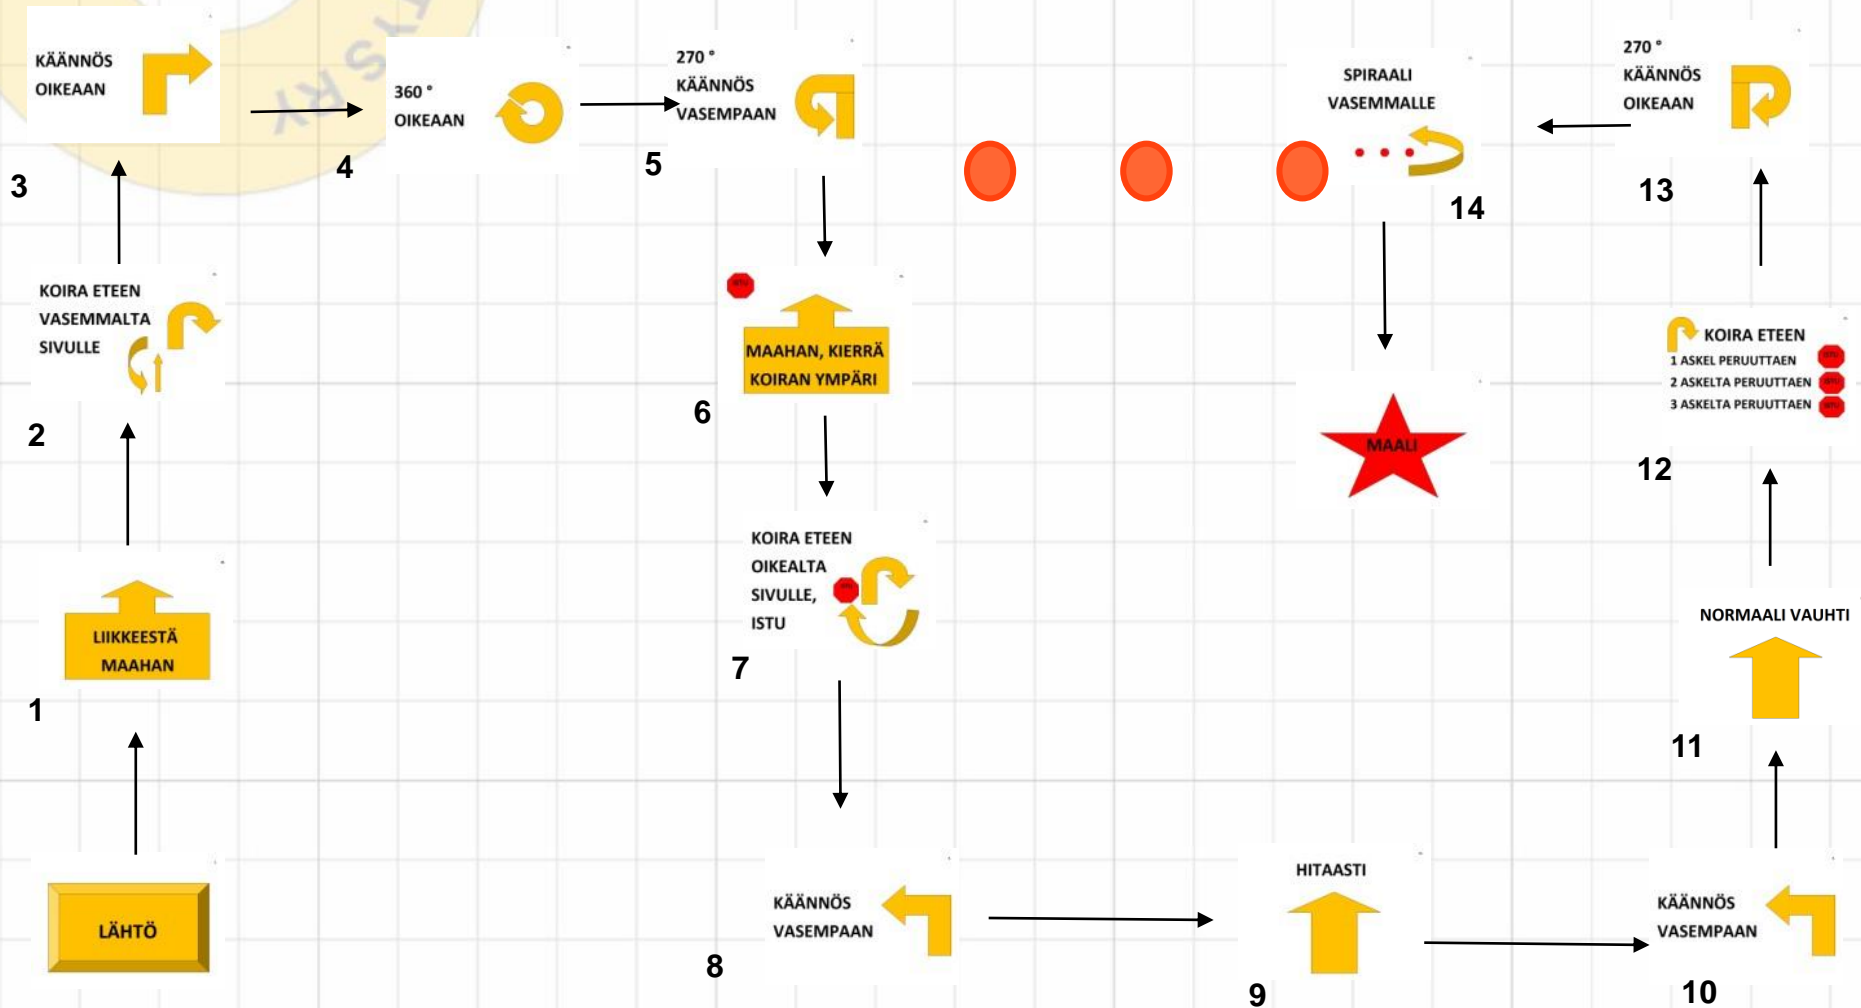 TYS RY
KÄÄNNÖS
OIKEAAN
3
360 °
OIKEAAN
4
270 °
KÄÄNNÖS
VASEMPAAN
5
SPIRAALI
VASEMMALLE
14
270 °
KÄÄNNÖS
OIKEAAN
13
KOIRA ETEEN
VASEMMALTA
SIVULLE
2
MAAHAN, KIERRÄ
KOIRAN YMPÄRI
6
MAALI
KOIRA ETEEN
1 ASKEL PERUUTTAEN
2 ASKELTA PERUUTTAEN
3 ASKELTA PERUUTTAEN
12
LIIKKEESTÄ
MAAHAN
1
KOIRA ETEEN
OIKEALTA
SIVULLE,
ISTU
7
NORMAALI VAUHTI
11
LÄHTÖ
KÄÄNNÖS
VASEMPAAN
8
HITAASTI
9
KÄÄNNÖS
VASEMPAAN
10